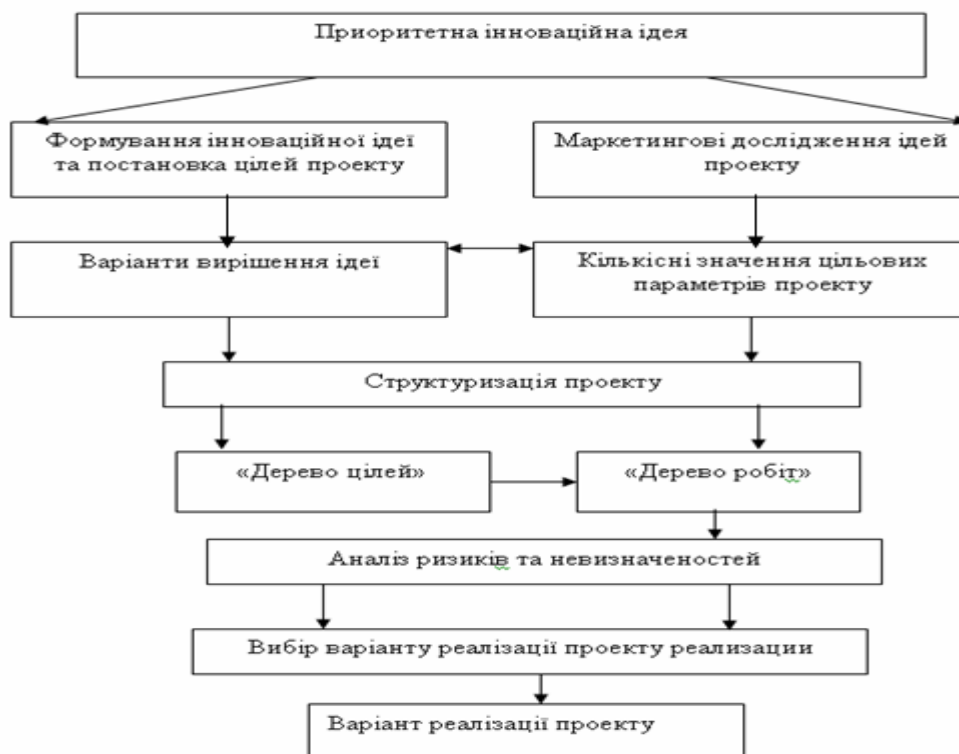 Приоритетна інноваційна ідея
Формування інноваційної ідеї
та постановка цілей проекту
Маркетингові дослідження ідей
проекту
Варіанти вирішення ідеї
Кількісні значення цільових
параметрів проекту
Структуризація проекту
«Дерево цілей»
«Дерево робіт»
Аналіз ризиків та невизначеностей
Вибір варіанту реалізації проекту реализации
Варіант реалізації проекту